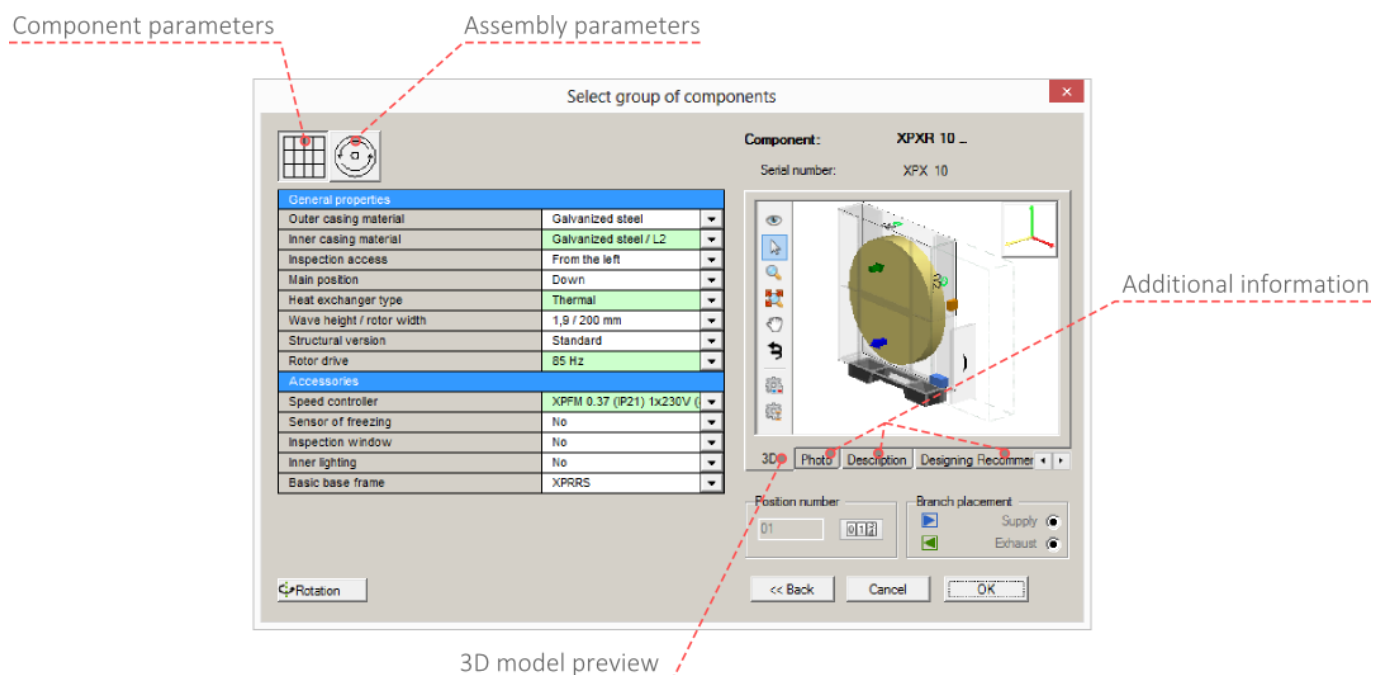 Component parameters
Assembly parameters
Select group of components
Component: XPXR 10 _
Serial number: XPX 10
General properties
Outer casing material Galvanized steel
Inner casing material Galvanized steel / L2
Inspection access From the left
Main position Down
Heat exchanger type Thermal
Wave height / rotor width 1,9 / 200 mm
Structural version Standard
Rotor drive 85 Hz
Accessories
Speed controller XPFM 0.37 (IP21) 1x230V (
Sensor of freezing No
Inspection window No
Inner lighting No
Basic base frame XPRRS
Additional information
3D Photo Description Designing Recommer
Position number
01
Branch placement
Supply
Exhaust
Rotation
<< Back Cancel OK
3D model preview